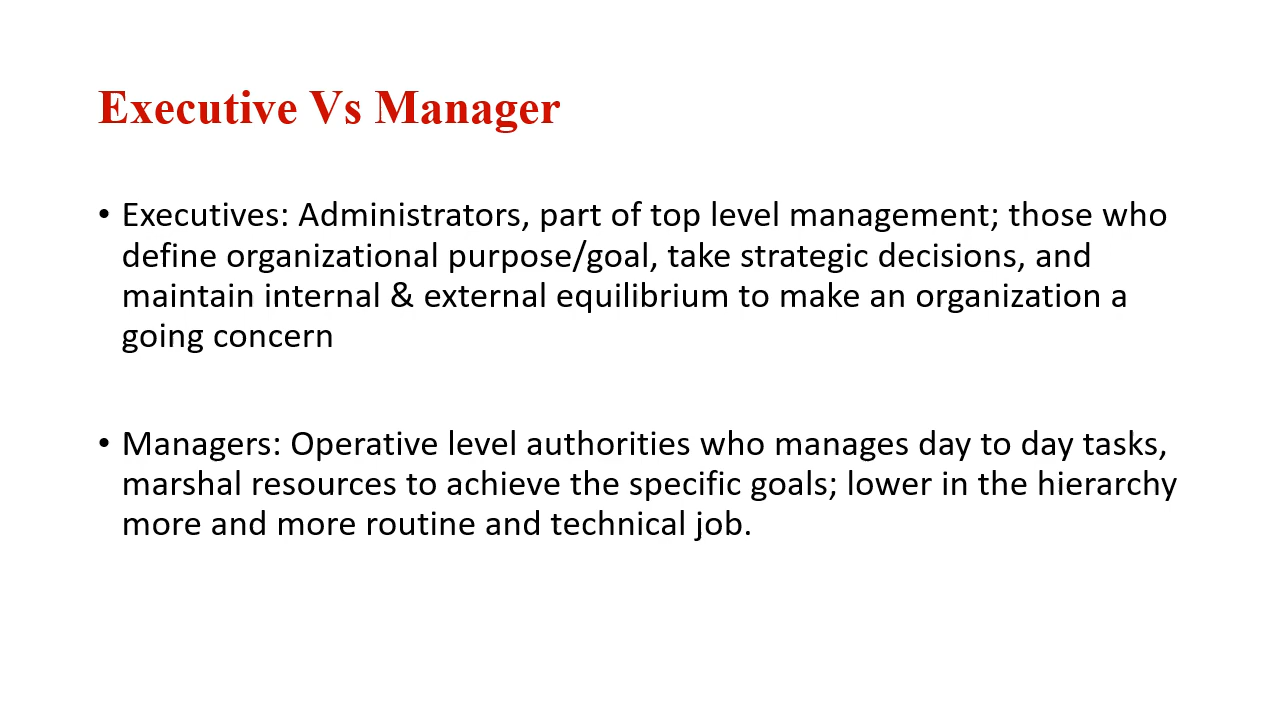 Executive Vs Manager
• Executives: Administrators, part of top level management; those who
define organizational purpose/goal, take strategic decisions, and
maintain internal & external equilibrium to make an organization a
going concern
• Managers: Operative level authorities who manages day to day tasks,
marshal resources to achieve the specific goals; lower in the hierarchy
more and more routine and technical job.